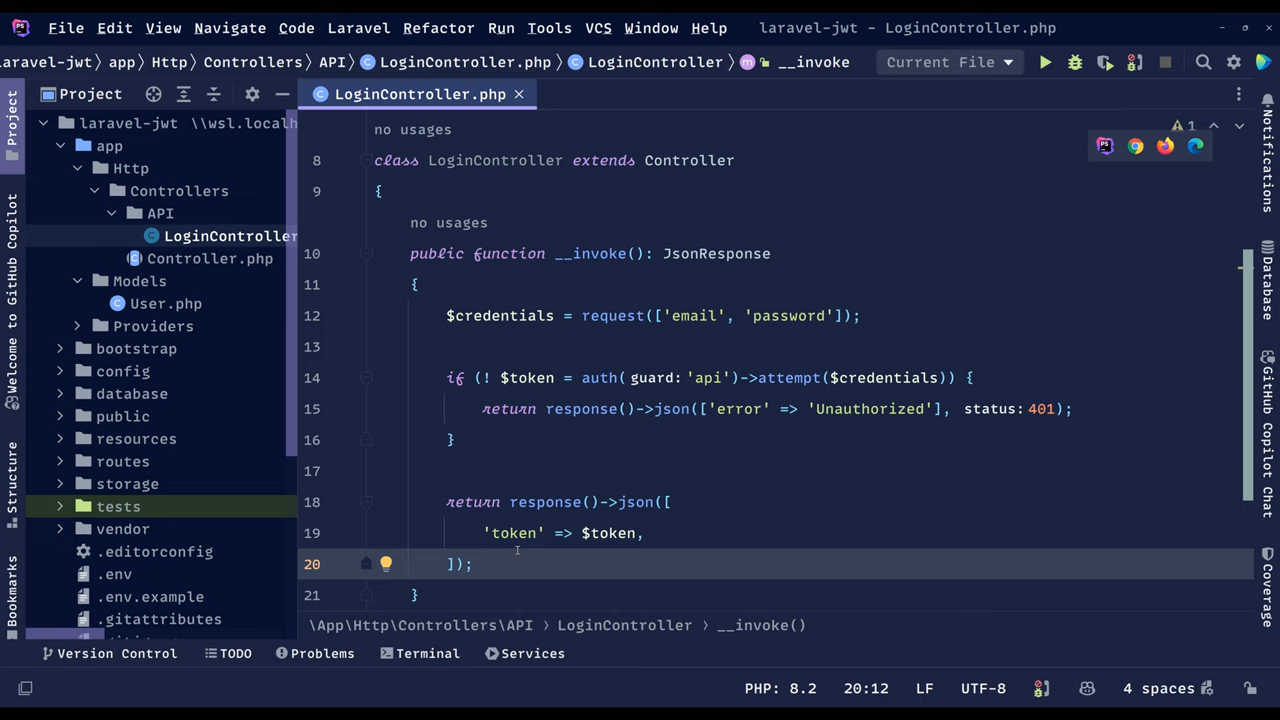 File Edit View Navigate Code Laravel Refactor Run Tools VCS Window Help laravel-jwt – LoginController.php
laravel-jwt app Http Controllers API LoginController.php LoginController __invoke Current File
Project LoginController.php
Project
Welcome to GitHub Copilot
Structure
Bookmarks
laravel-jwt \\wsl.localh
app
Http
Controllers
API
LoginController
Controller.php
Models
User.php
Providers
bootstrap
config
database
public
resources
routes
storage
tests
vendor
.editorconfig
.env
.env.example
.gitattributes
no usages
1
8 class LoginController extends Controller
9 {
no usages
10 public function __invoke(): JsonResponse
11 {
12 $credentials = request(['email', 'password']);
13
14 if (! $token = auth( guard: 'api')->attempt($credentials)) {
15 return response()->json(['error' => 'Unauthorized'], status: 401);
16 }
17
18 return response()->json([
19 'token' => $token,
20 ]);
21 }
\App\Http\Controllers\API › LoginController › __invoke()
Notifications
Database
GitHub Copilot Chat
Coverage
Version Control TODO Problems Terminal Services
PHP: 8.2 20:12 LF UTF-8 4 spaces